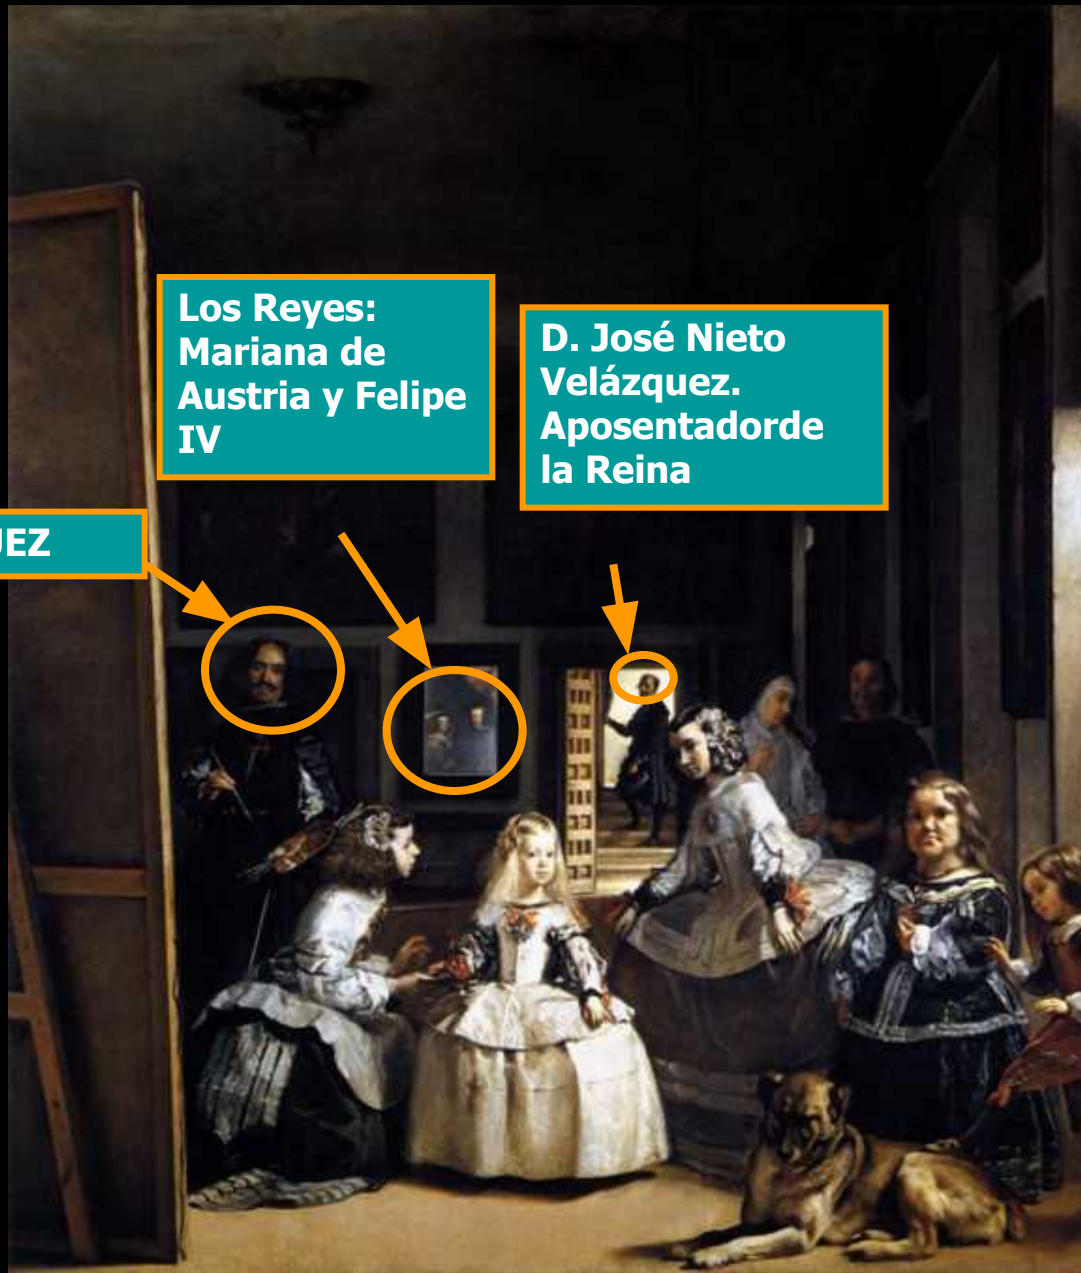 Los Reyes:
Mariana de
Austria y Felipe
IV
D. José Nieto
Velázquez.
Aposentadorde
la Reina
UEZ